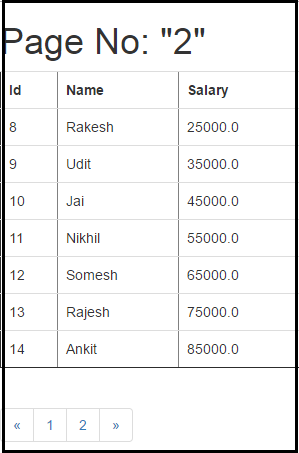 Page No: "2"
Id Name Salary
8 Rakesh 25000.0
9 Udit 35000.0
10 Jai 45000.0
11 Nikhil 55000.0
12 Somesh 65000.0
13 Rajesh 75000.0
14 Ankit 85000.0
« 1 2 »